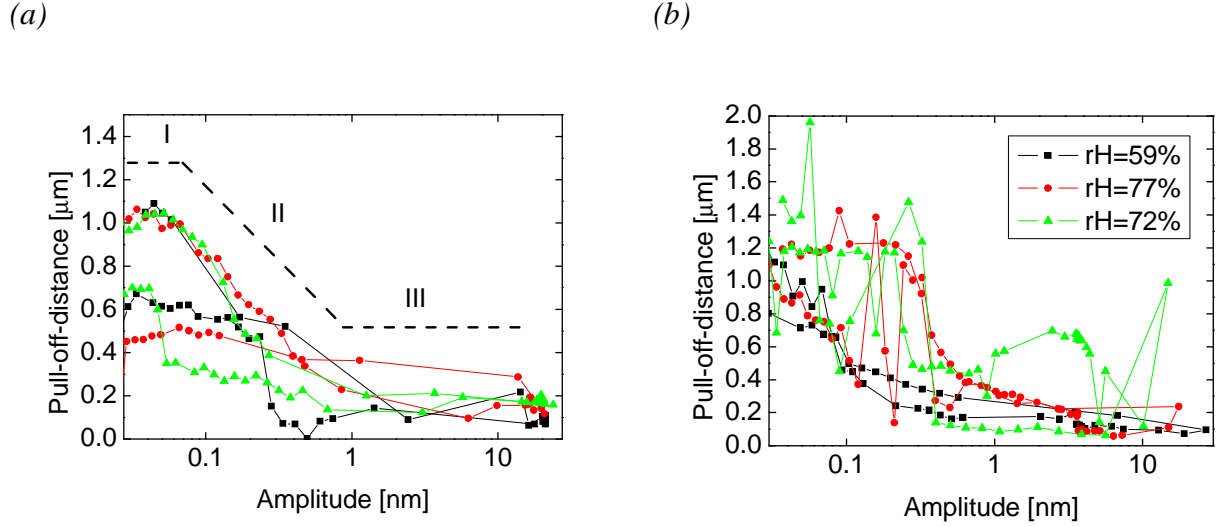 (a)
(b)
1.4
1.2
1.0
0.8
0.6
0.4
0.2
0.0
Pull-off-distance [µm]
I
II
III
0.1
1
10
Amplitude [nm]
2.0
1.8
1.6
1.4
1.2
1.0
0.8
0.6
0.4
0.2
0.0
Pull-off-distance [µm]
rH=59%
rH=77%
rH=72%
0.1
1
10
Amplitude [nm]